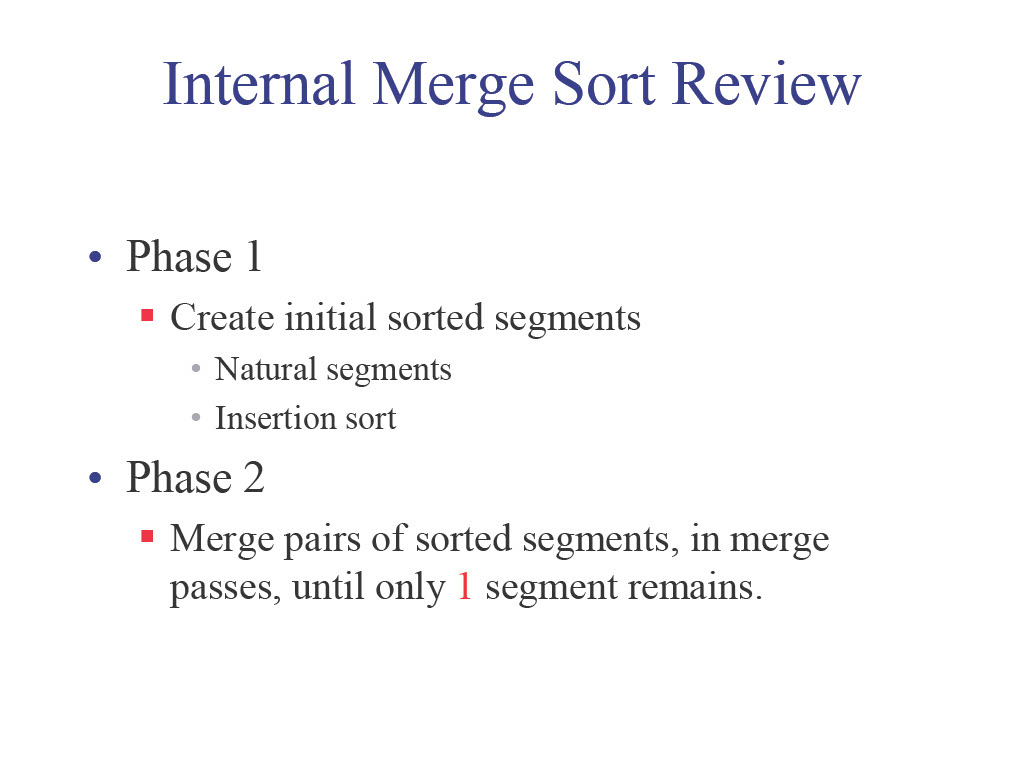 Internal Merge Sort Review
• Phase 1
▪ Create initial sorted segments
• Natural segments
• Insertion sort
• Phase 2
▪ Merge pairs of sorted segments, in merge
passes, until only 1 segment remains.